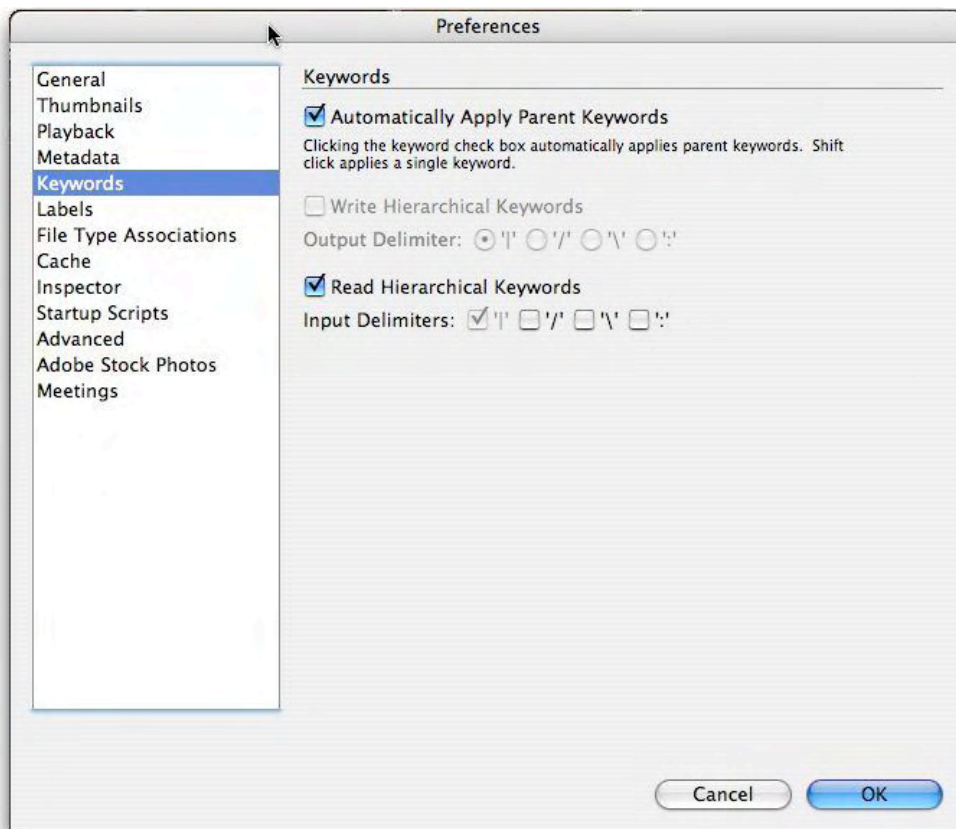 Preferences
General
Thumbnails
Playback
Metadata
Keywords
Labels
File Type Associations
Cache
Inspector
Startup Scripts
Advanced
Adobe Stock Photos
Meetings
Keywords
Automatically Apply Parent Keywords
Clicking the keyword check box automatically applies parent keywords. Shift
click applies a single keyword.
Write Hierarchical Keywords
Output Delimiter: '|' '/' '\' ':'
Read Hierarchical Keywords
Input Delimiters: '|' '/' '\' ':'
Cancel
OK